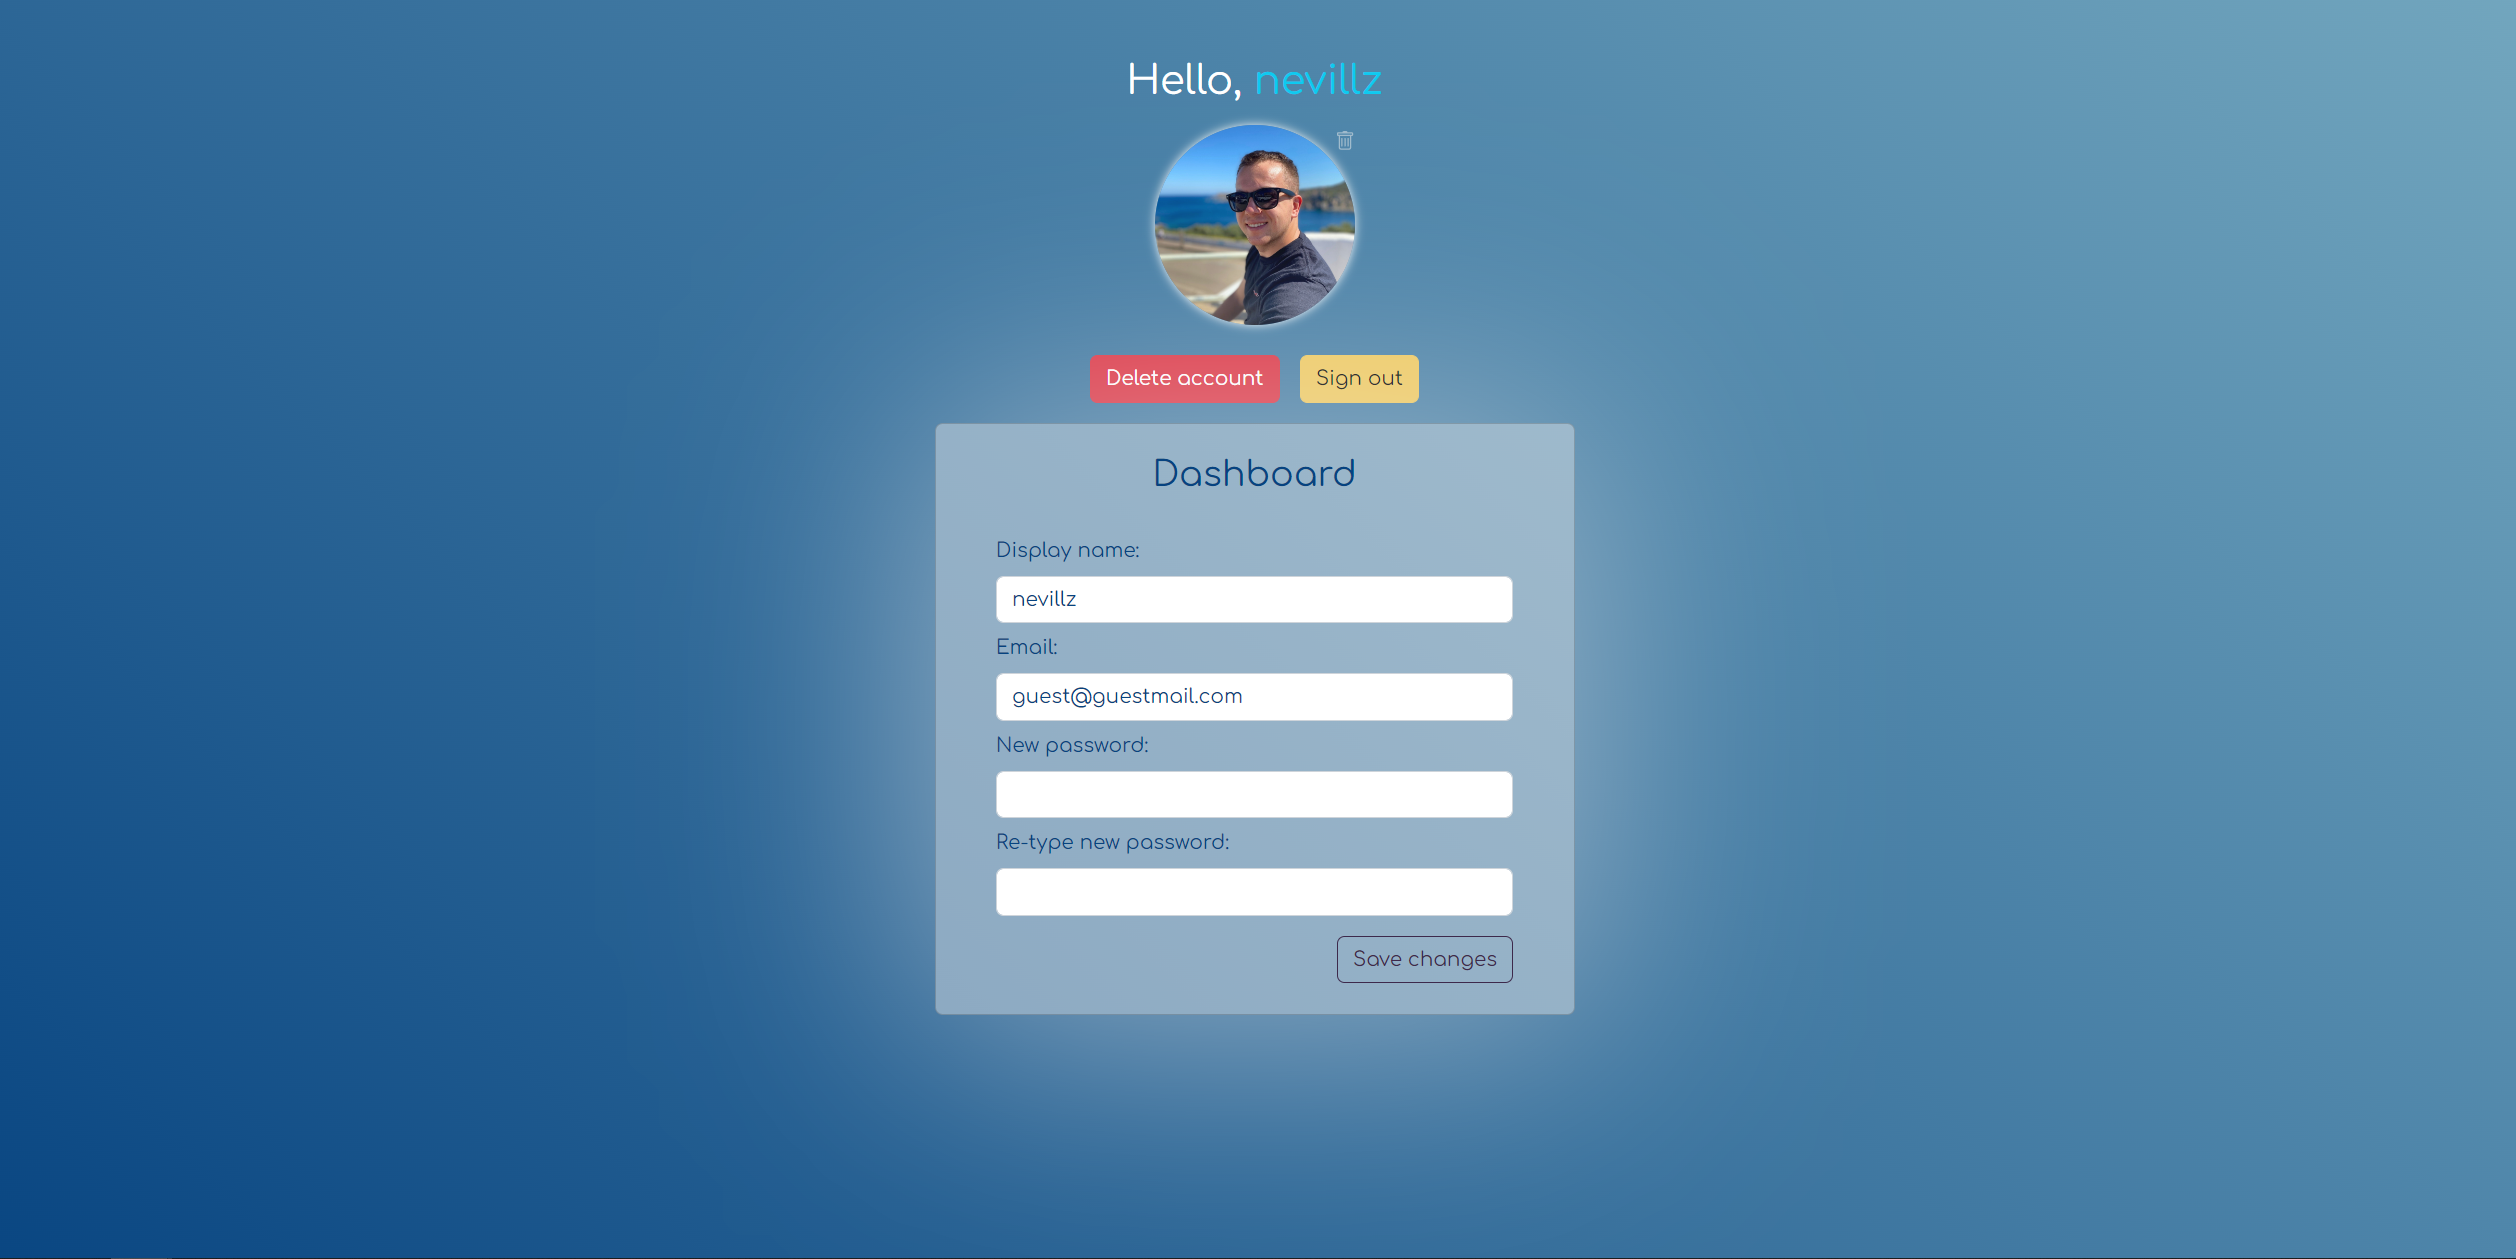 Hello, nevillz
Delete account
Sign out
Dashboard
Display name:
nevillz
Email:
guest@guestmail.com
New password:
Re-type new password:
Save changes